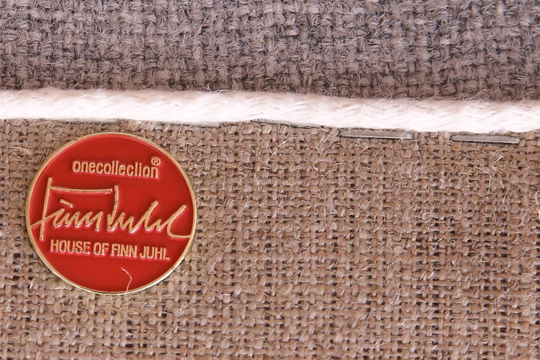 onecollection®
Finn Juhl
HOUSE OF FINN JUHL